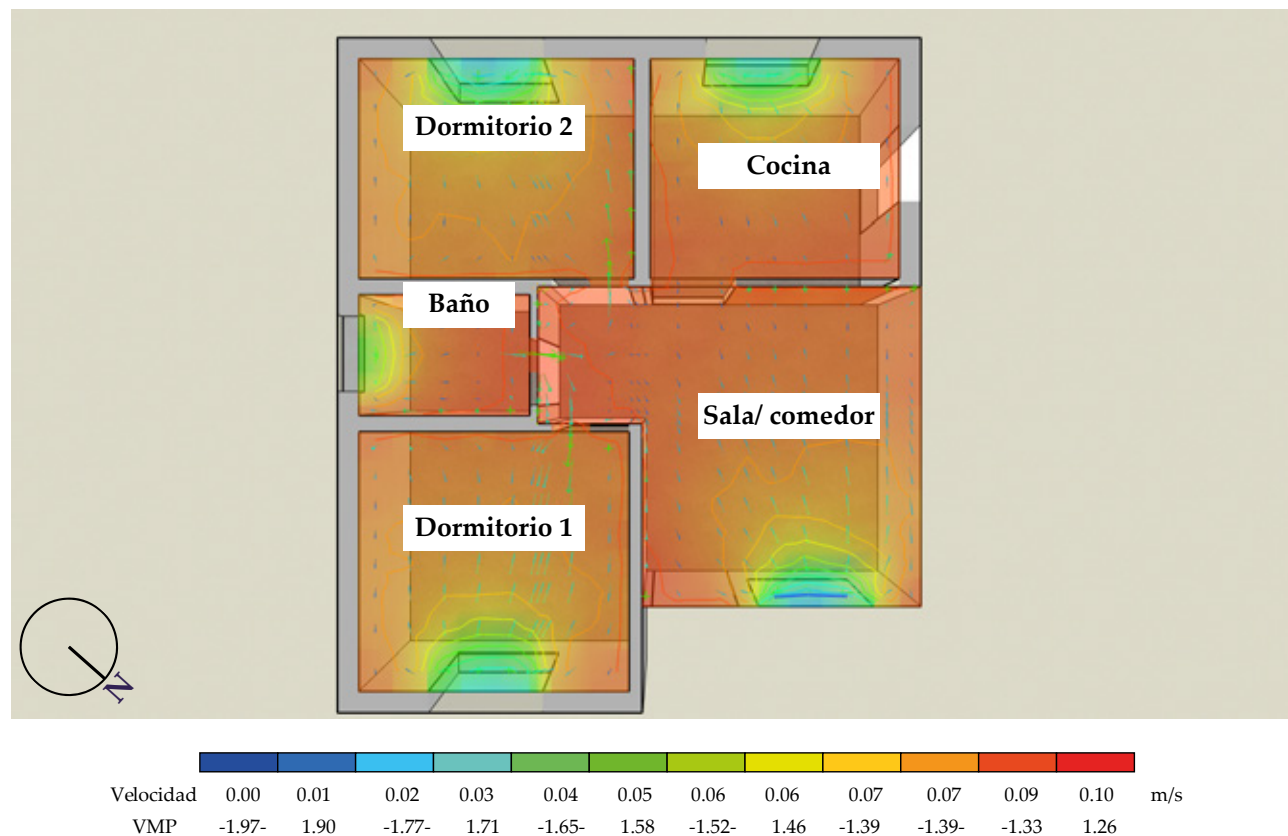 Dormitorio 2
Cocina
Baño
Sala/ comedor
Dormitorio 1
N
Velocidad 0.00 0.01 0.02 0.03 0.04 0.05 0.06 0.06 0.07 0.07 0.09 0.10 m/s
VMP -1.97- 1.90 -1.77- 1.71 -1.65- 1.58 -1.52- 1.46 -1.39 -1.39- -1.33 1.26